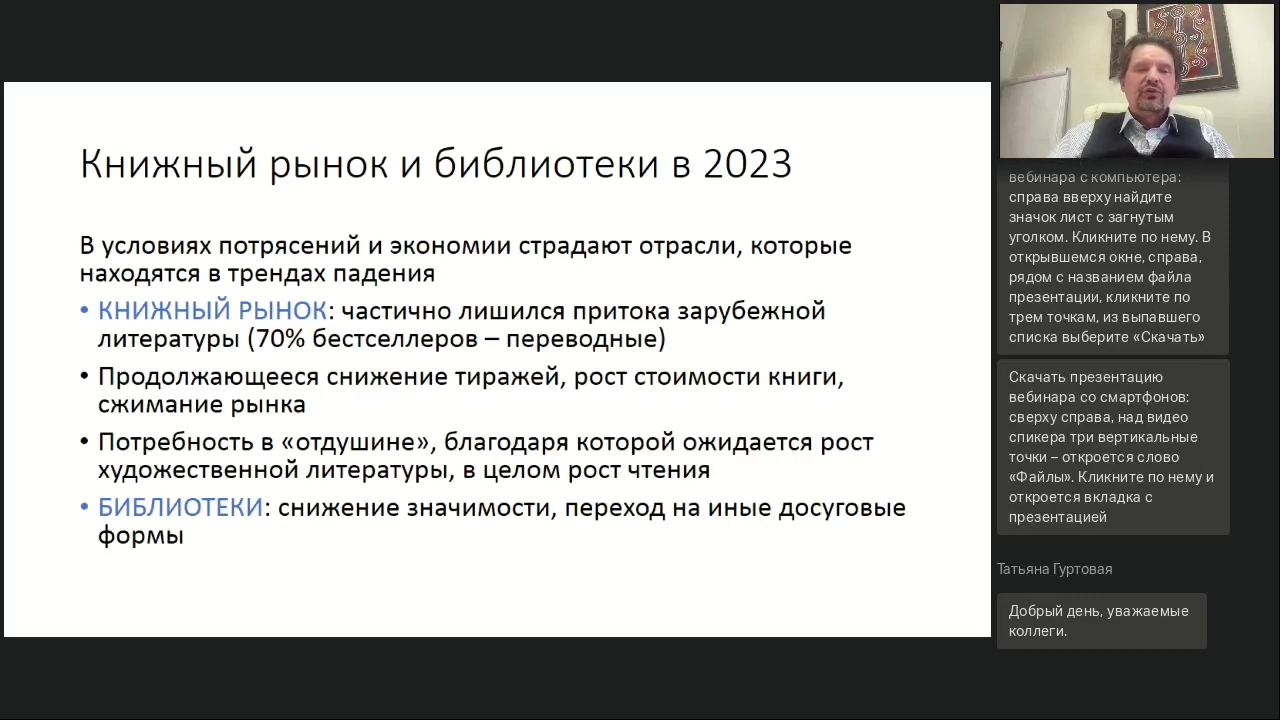 Книжный рынок и библиотеки в 2023
В условиях потрясений и экономии страдают отрасли, которые
находятся в трендах падения
• КНИЖНЫЙ РЫНОК: частично лишился притока зарубежной
литературы (70% бестселлеров – переводные)
• Продолжающееся снижение тиражей, рост стоимости книги,
сжимание рынка
• Потребность в «отдушине», благодаря которой ожидается рост
художественной литературы, в целом рост чтения
• БИБЛИОТЕКИ: снижение значимости, переход на иные досуговые
формы
вебинара с компьютера:
справа вверху найдите
значок лист с загнутым
уголком. Кликните по нему. В
открывшемся окне, справа,
рядом с названием файла
презентации, кликните по
трем точкам, из выпавшего
списка выберите «Скачать»
Скачать презентацию
вебинара со смартфонов:
сверху справа, над видео
спикера три вертикальные
точки – откроется слово
«Файлы». Кликните по нему и
откроется вкладка с
презентацией
Татьяна Гуртовая
Добрый день, уважаемые
коллеги.